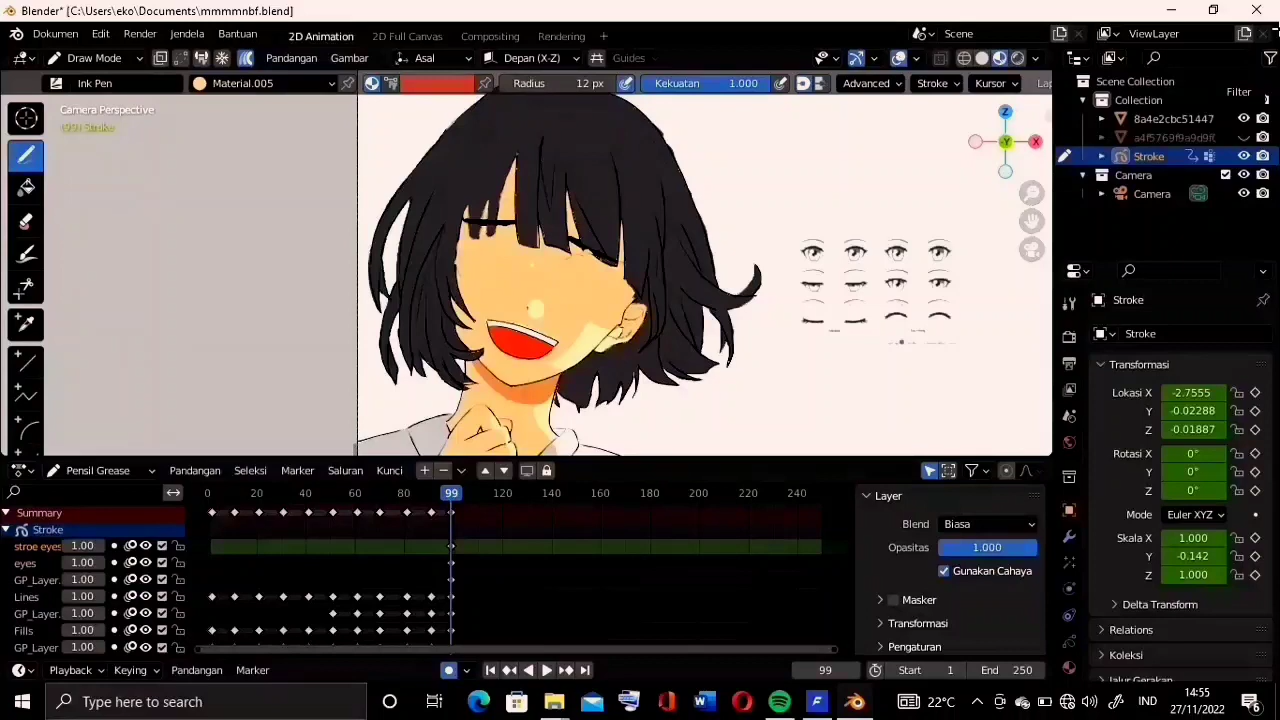 Blender* [C:\Users\eko\Documents\mmmmnbf.blend]
Dokumen Edit Render Jendela Bantuan 2D Animation 2D Full Canvas Compositing Rendering Scene ViewLayer
Draw Mode Pandangan Gambar Asal Depan (X-Z) Guides
Ink Pen Material.005 Radius 12 px Kekuatan 1.000 Advanced Stroke Kursor
Camera Perspective
(99) Stroke
Z
Y X
Scene Collection
Filter
Collection
8a4e2cbc51447
Stroke
Camera
Camera
Stroke
Stroke
Transformasi
Lokasi X -2.7555
Y -0.02288
Z -0.01887
Rotasi X 0°
Y 0°
Z 0°
Mode Euler XYZ
Skala X 1.000
Y -0.142
Z 1.000
Delta Transform
Relations
Koleksi
Pensil Grease Pandangan Seleksi Marker Saluran Kunci
0 20 40 60 80 99 120 140 160 180 200 220 240
Summary
Stroke
stroe eyes 1.00
eyes 1.00
GP_Layer. 1.00
Lines 1.00
GP_Layer. 1.00
Fills 1.00
GP_Layer 1.00
Layer
Blend Biasa
Opasitas 1.000
Gunakan Cahaya
Masker
Transformasi
Pengaturan
Playback Keying Pandangan Marker 99 Start 1 End 250
Type here to search
22°C IND 14:55
27/11/2022 6